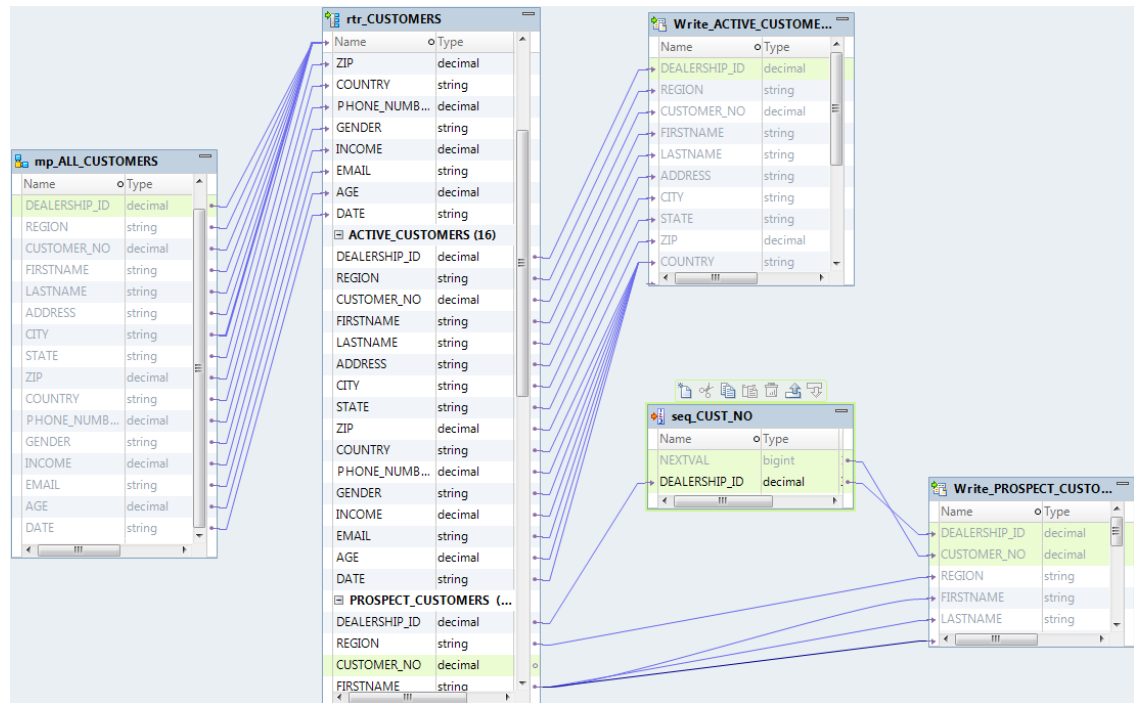 mp_ALL_CUSTOMERS
Name Type
DEALERSHIP_ID decimal
REGION string
CUSTOMER_NO decimal
FIRSTNAME string
LASTNAME string
ADDRESS string
CITY string
STATE string
ZIP decimal
COUNTRY string
PHONE_NUMB... decimal
GENDER string
INCOME decimal
EMAIL string
AGE decimal
DATE string
rtr_CUSTOMERS
Name Type
ZIP decimal
COUNTRY string
PHONE_NUMB... decimal
GENDER string
INCOME decimal
EMAIL string
AGE decimal
DATE string
ACTIVE_CUSTOMERS (16)
DEALERSHIP_ID decimal
REGION string
CUSTOMER_NO decimal
FIRSTNAME string
LASTNAME string
ADDRESS string
CITY string
STATE string
ZIP decimal
COUNTRY string
PHONE_NUMB... decimal
GENDER string
INCOME decimal
EMAIL string
AGE decimal
DATE string
PROSPECT_CUSTOMERS (...
DEALERSHIP_ID decimal
REGION string
CUSTOMER_NO decimal
FIRSTNAME string
Write_ACTIVE_CUSTOME...
Name Type
DEALERSHIP_ID decimal
REGION string
CUSTOMER_NO decimal
FIRSTNAME string
LASTNAME string
ADDRESS string
CITY string
STATE string
ZIP decimal
COUNTRY string
seq_CUST_NO
Name Type
NEXTVAL bigint
DEALERSHIP_ID decimal
Write_PROSPECT_CUSTO...
Name Type
DEALERSHIP_ID decimal
CUSTOMER_NO decimal
REGION string
FIRSTNAME string
LASTNAME string